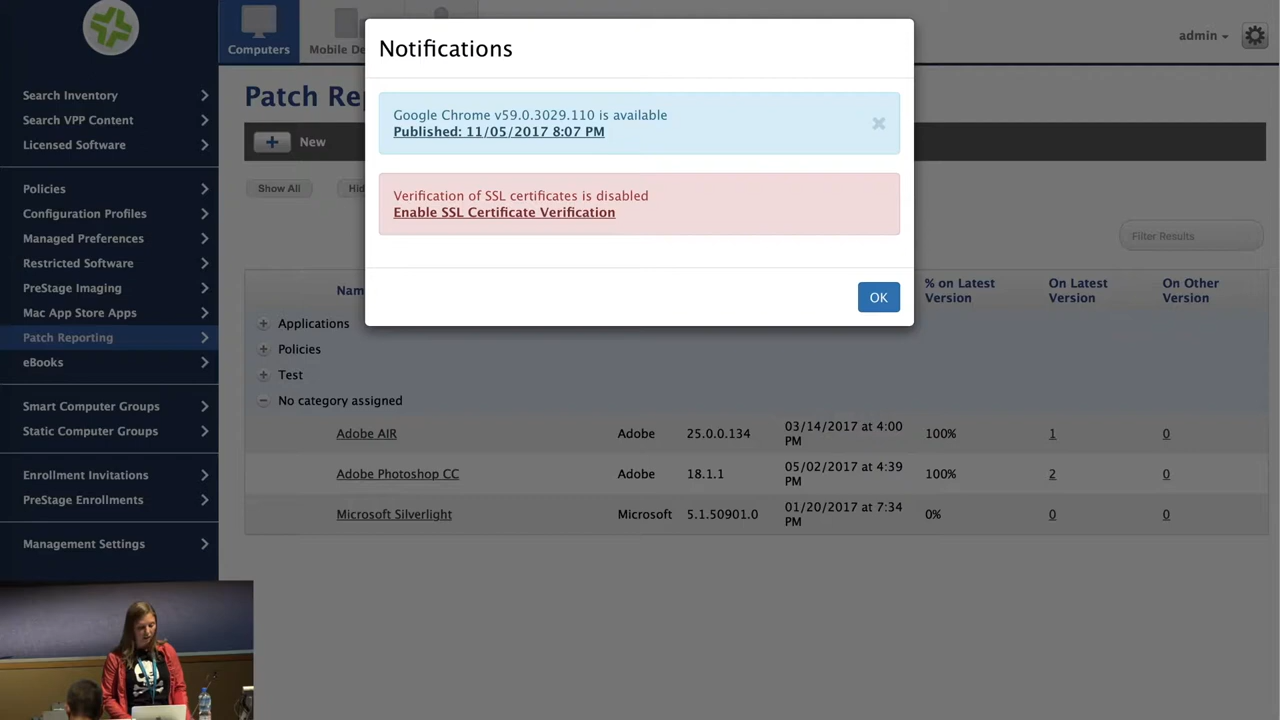 Computers
Mobile De
admin
Notifications
Google Chrome v59.0.3029.110 is available
Published: 11/05/2017 8:07 PM
Verification of SSL certificates is disabled
Enable SSL Certificate Verification
OK
Search Inventory
Search VPP Content
Licensed Software
Policies
Configuration Profiles
Managed Preferences
Restricted Software
PreStage Imaging
Mac App Store Apps
Patch Reporting
eBooks
Smart Computer Groups
Static Computer Groups
Enrollment Invitations
PreStage Enrollments
Management Settings
Patch Rep
New
Show All
Hid
Filter Results
Nam
% on Latest
Version
On Latest
Version
On Other
Version
Applications
Policies
Test
No category assigned
Adobe AIR Adobe 25.0.0.134 03/14/2017 at 4:00
PM
100% 1 0
Adobe Photoshop CC Adobe 18.1.1 05/02/2017 at 4:39
PM
100% 2 0
Microsoft Silverlight Microsoft 5.1.50901.0 01/20/2017 at 7:34
PM
0% 0 0